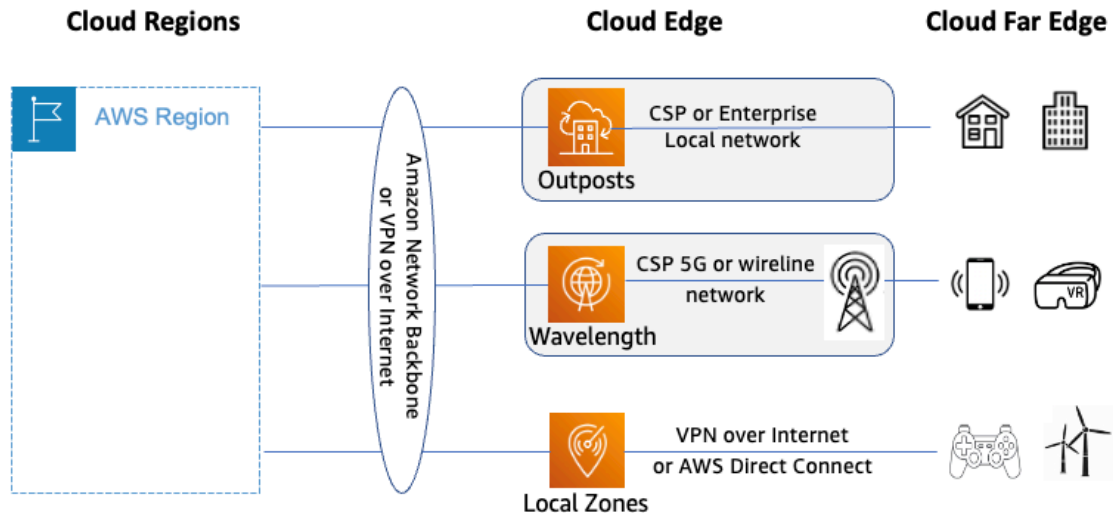 Cloud Regions
Cloud Edge
Cloud Far Edge
AWS Region
Amazon Network Backbone
or VPN over Internet
CSP or Enterprise
Local network
Outposts
CSP 5G or wireline
network
Wavelength
VR
VPN over Internet
or AWS Direct Connect
Local Zones